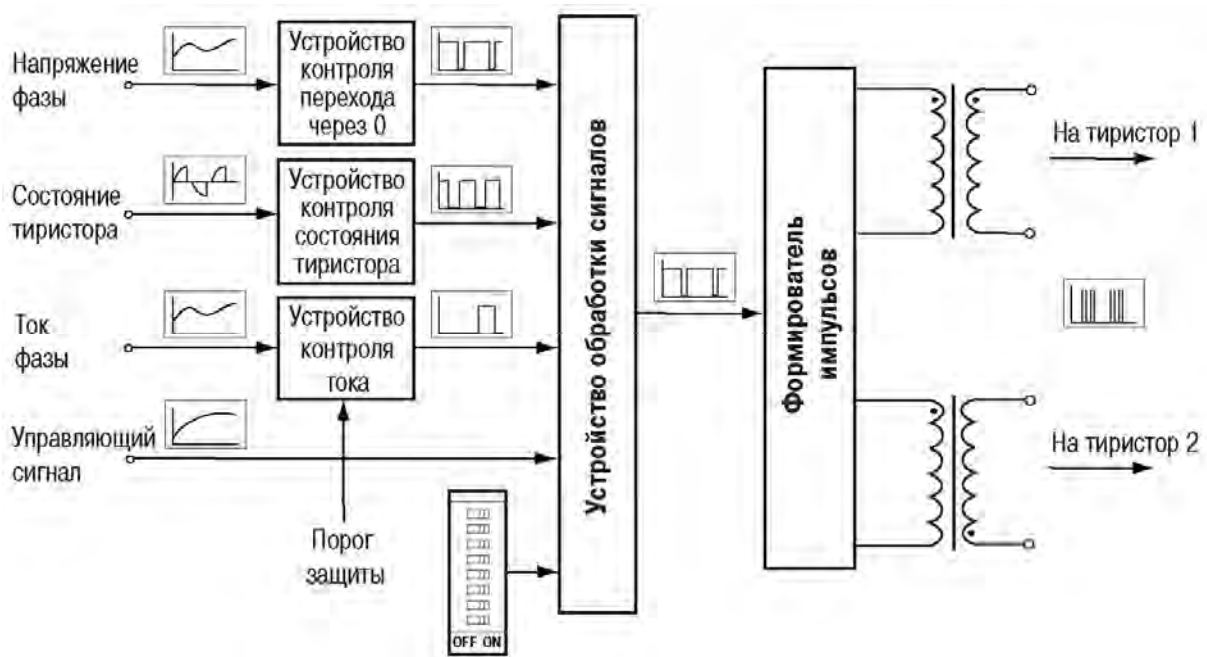 Напряжение
фазы
Устройство
контроля
перехода
через 0
Состояние
тиристора
Устройство
контроля
состояния
тиристора
Ток
фазы
Устройство
контроля
тока
Управляющий
сигнал
Порог
защиты
OFF ON
Устройство обработки сигналов
Формирователь
импульсов
На тиристор 1
На тиристор 2